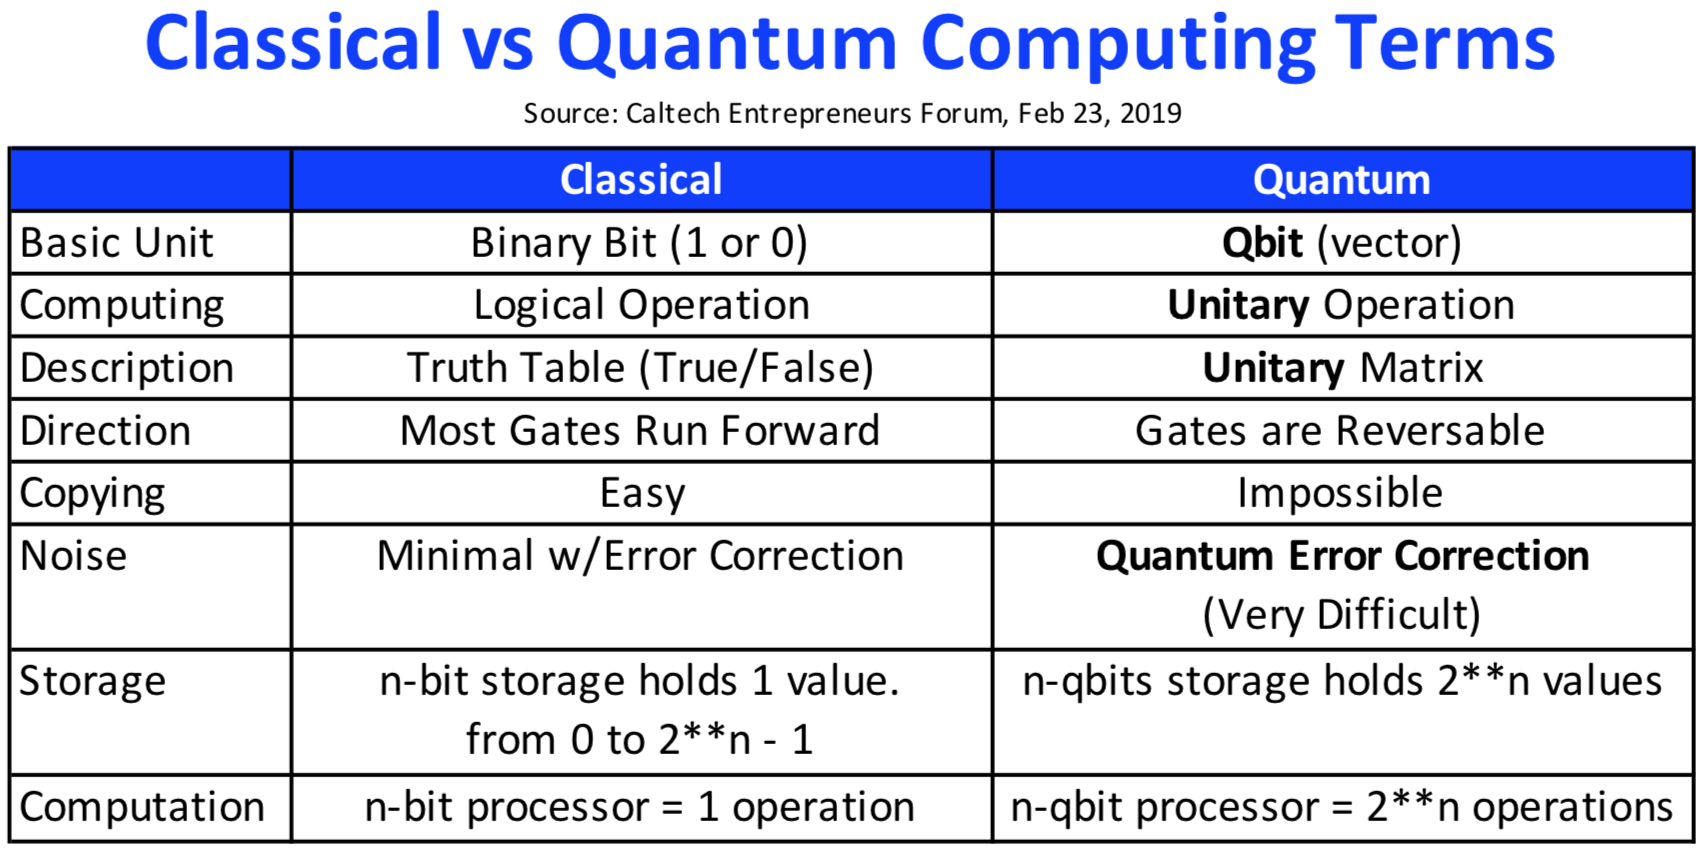 Classical vs Quantum Computing Terms
Source: Caltech Entrepreneurs Forum, Feb 23, 2019
Classical Quantum
Basic Unit Binary Bit (1 or 0) Qbit (vector)
Computing Logical Operation Unitary Operation
Description Truth Table (True/False) Unitary Matrix
Direction Most Gates Run Forward Gates are Reversable
Copying Easy Impossible
Noise Minimal w/Error Correction Quantum Error Correction
(Very Difficult)
Storage n-bit storage holds 1 value. n-qbits storage holds 2**n values
from 0 to 2**n - 1
Computation n-bit processor = 1 operation n-qbit processor = 2**n operations